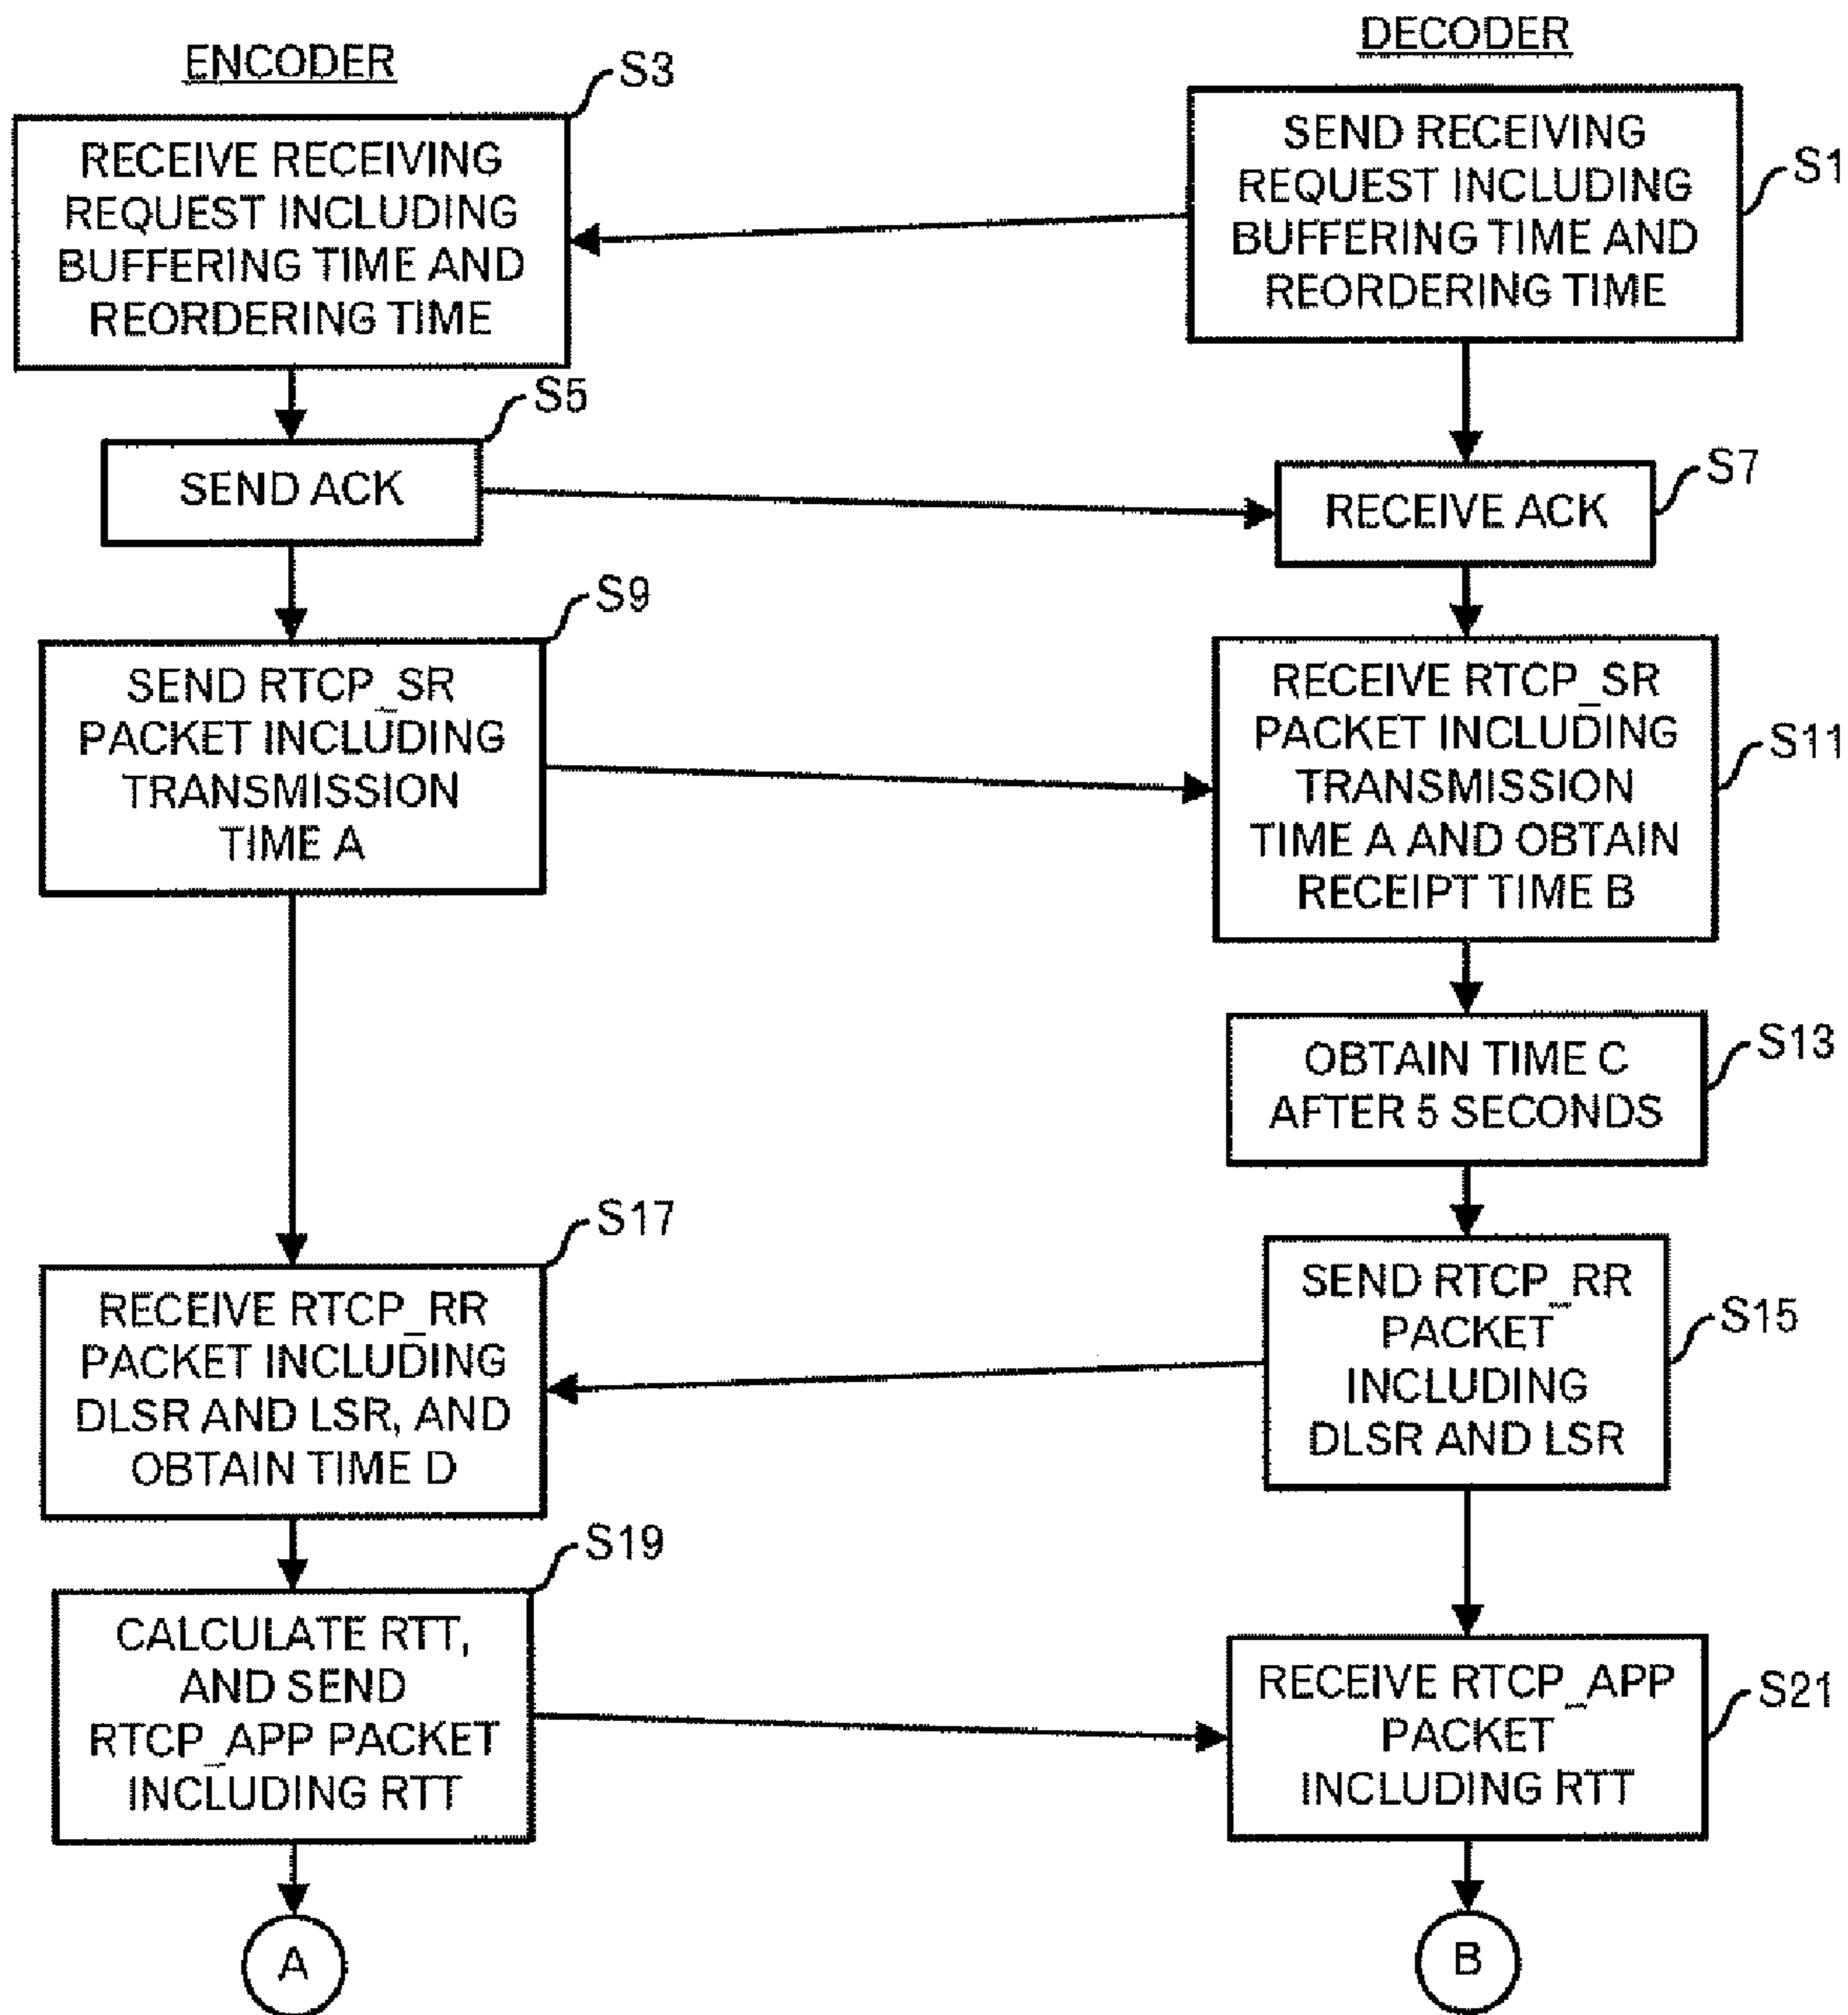 ENCODER
S3
RECEIVE RECEIVING
REQUEST INCLUDING
BUFFERING TIME AND
REORDERING TIME
S5
SEND ACK
S9
SEND RTCP_SR
PACKET INCLUDING
TRANSMISSION
TIME A
S17
RECEIVE RTCP_RR
PACKET INCLUDING
DLSR AND LSR, AND
OBTAIN TIME D
S19
CALCULATE RTT,
AND SEND
RTCP_APP PACKET
INCLUDING RTT
A
DECODER
SEND RECEIVING
REQUEST INCLUDING
BUFFERING TIME AND
REORDERING TIME
S1
S7
RECEIVE ACK
RECEIVE RTCP_SR
PACKET INCLUDING
TRANSMISSION
TIME A AND OBTAIN
RECEIPT TIME B
S11
OBTAIN TIME C
AFTER 5 SECONDS
S13
SEND RTCP_RR
PACKET
INCLUDING
DLSR AND LSR
S15
RECEIVE RTCP_APP
PACKET
INCLUDING RTT
S21
B